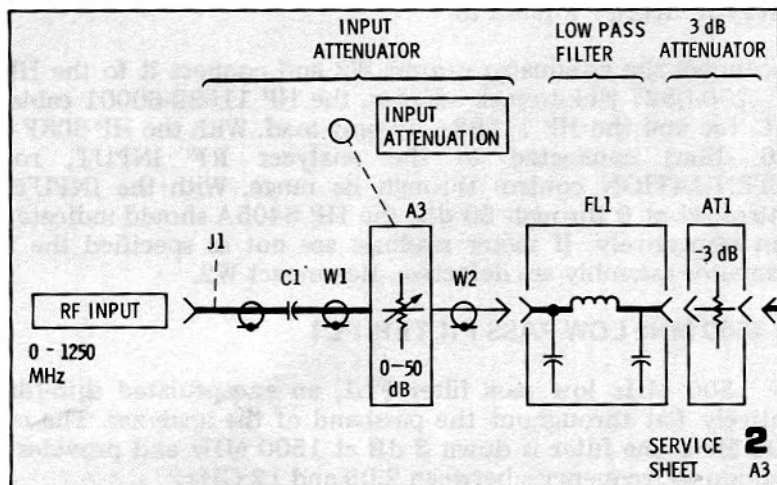 INPUT
ATTENUATOR
LOW PASS
FILTER
3 dB
ATTENUATOR
INPUT
ATTENUATION
J1
C1
W1
A3
W2
FL1
AT1
-3 dB
RF INPUT
0 - 1250
MHz
0-50
dB
SERVICE
SHEET
2
A3